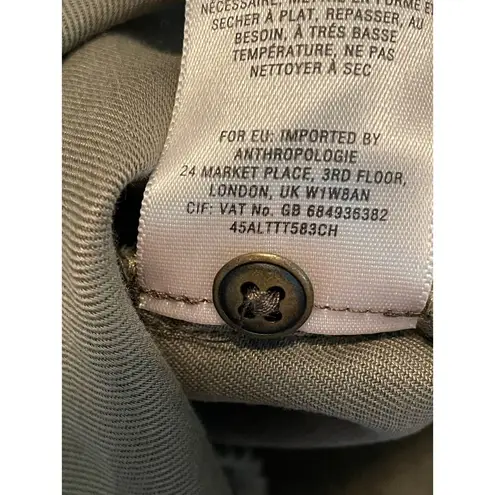 NÉCESSAIRE,
SÉCHER À PLAT, REPASSER, AU
BESOIN, À TRÉS BASSE
TEMPÉRATURE, NE PAS
NETTOYER À SEC
FOR EU: IMPORTED BY
ANTHROPOLOGIE
24 MARKET PLACE, 3RD FLOOR,
LONDON, UK W1W8AN
CIF: VAT No. GB 684936382
45ALTTT583CH